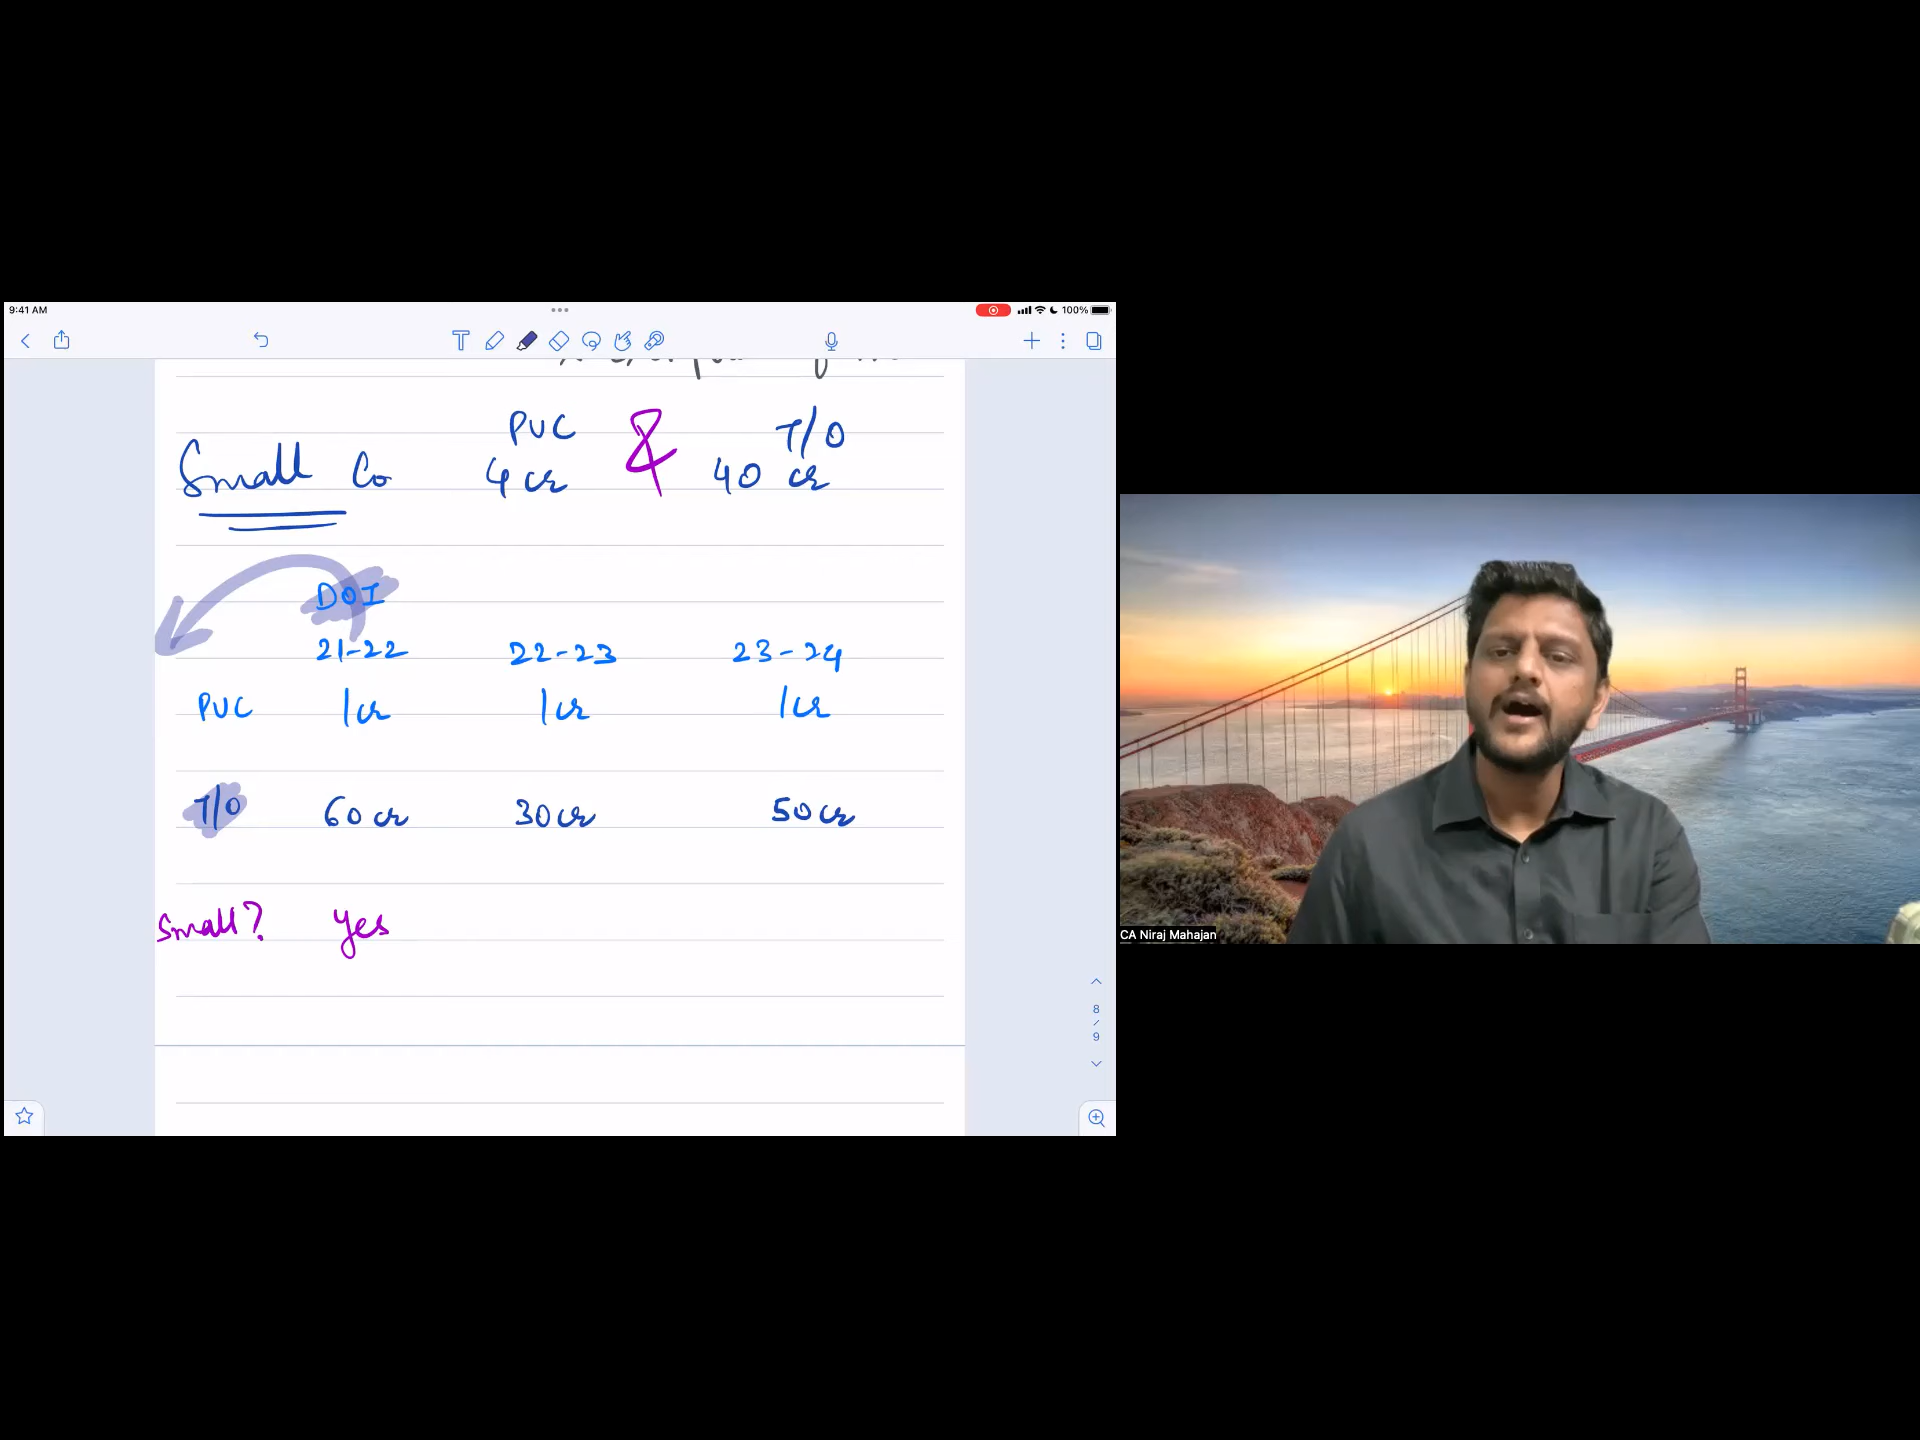 9:41 AM
100%
PUC & T/O
Small Co 4 cr 40 cr
DOI
21-22 22-23 23-24
PUC 1cr 1cr 1cr
T/O 60 cr 30 cr 50 cr
Small? Yes
8
/
9
CA Niraj Mahajan